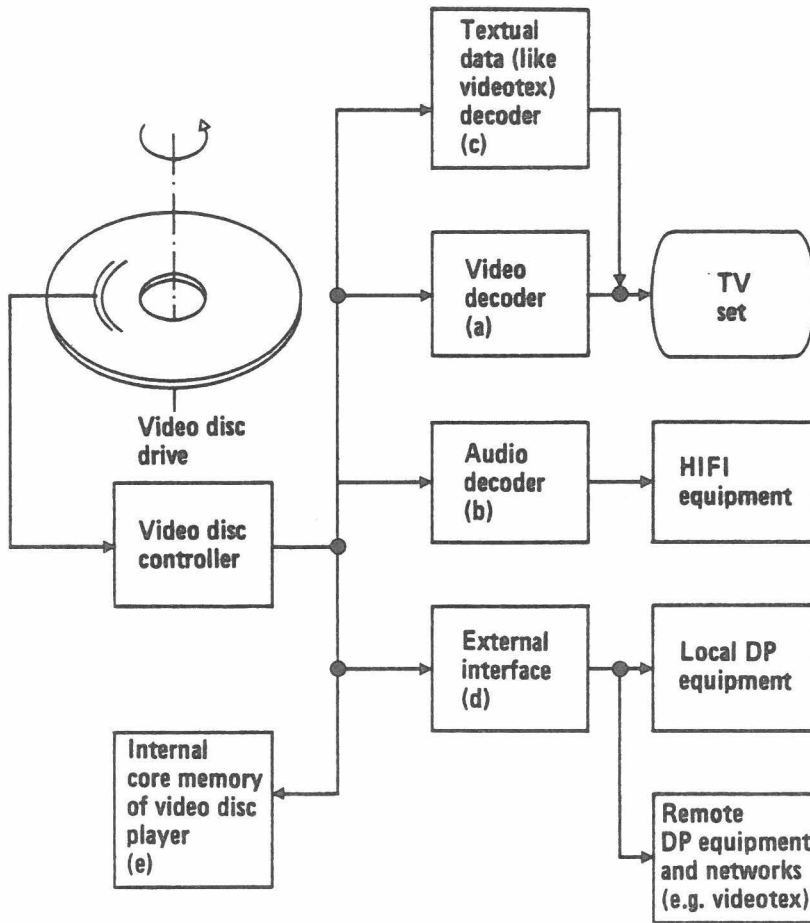 Textual
data (like
videotex)
decoder
(c)
Video
decoder
(a)
TV
set
Video disc
drive
Audio
decoder
(b)
HIFI
equipment
Video disc
controller
External
interface
(d)
Local DP
equipment
Internal
core memory
of video disc
player
(e)
Remote
DP equipment
and networks
(e.g. videotex)